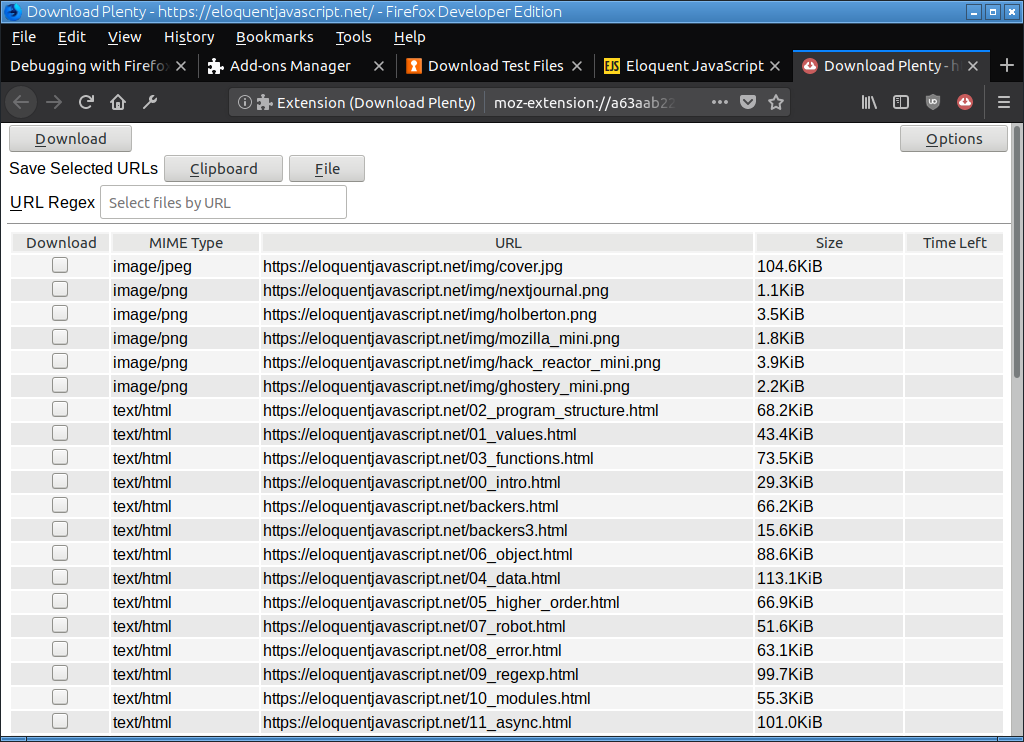 Download Plenty - https://eloquentjavascript.net/ - Firefox Developer Edition
File Edit View History Bookmarks Tools Help
Debugging with Firefo Add-ons Manager Download Test Files EJS Eloquent JavaScript Download Plenty - h
Extension (Download Plenty) moz-extension://a63aab22
Download Options
Save Selected URLs Clipboard File
URL Regex Select files by URL
Download MIME Type URL Size Time Left
image/jpeg https://eloquentjavascript.net/img/cover.jpg 104.6KiB
image/png https://eloquentjavascript.net/img/nextjournal.png 1.1KiB
image/png https://eloquentjavascript.net/img/holberton.png 3.5KiB
image/png https://eloquentjavascript.net/img/mozilla_mini.png 1.8KiB
image/png https://eloquentjavascript.net/img/hack_reactor_mini.png 3.9KiB
image/png https://eloquentjavascript.net/img/ghostery_mini.png 2.2KiB
text/html https://eloquentjavascript.net/02_program_structure.html 68.2KiB
text/html https://eloquentjavascript.net/01_values.html 43.4KiB
text/html https://eloquentjavascript.net/03_functions.html 73.5KiB
text/html https://eloquentjavascript.net/00_intro.html 29.3KiB
text/html https://eloquentjavascript.net/backers.html 66.2KiB
text/html https://eloquentjavascript.net/backers3.html 15.6KiB
text/html https://eloquentjavascript.net/06_object.html 88.6KiB
text/html https://eloquentjavascript.net/04_data.html 113.1KiB
text/html https://eloquentjavascript.net/05_higher_order.html 66.9KiB
text/html https://eloquentjavascript.net/07_robot.html 51.6KiB
text/html https://eloquentjavascript.net/08_error.html 63.1KiB
text/html https://eloquentjavascript.net/09_regexp.html 99.7KiB
text/html https://eloquentjavascript.net/10_modules.html 55.3KiB
text/html https://eloquentjavascript.net/11_async.html 101.0KiB